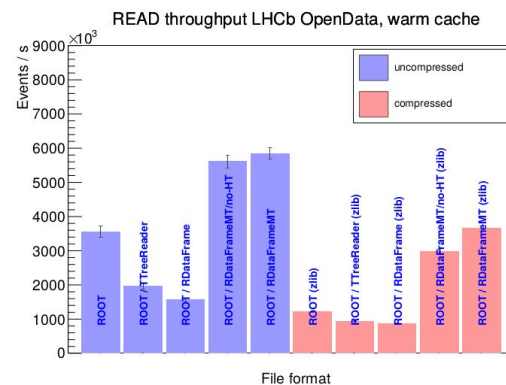 READ throughput LHCb OpenData, warm cache
×10³
Events / s
9000
8000
7000
6000
5000
4000
3000
2000
1000
0
uncompressed
compressed
ROOT
ROOT / TTreeReader
ROOT / RDataFrame
ROOT / RDataFrameMT/no-HT
ROOT / RDataFrameMT
ROOT (zlib)
ROOT / TTreeReader (zlib)
ROOT / RDataFrame (zlib)
ROOT / RDataFrameMT/no-HT (zlib)
ROOT / RDataFrameMT (zlib)
File format